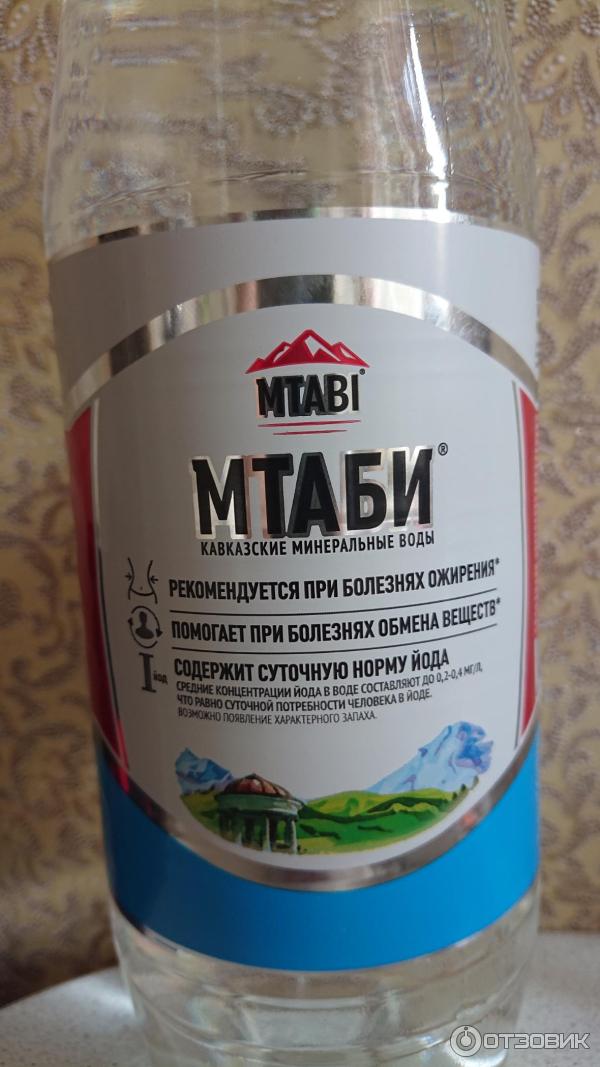 MTABI®
МТАБИ®
КАВКАЗСКИЕ МИНЕРАЛЬНЫЕ ВОДЫ
РЕКОМЕНДУЕТСЯ ПРИ БОЛЕЗНЯХ ОЖИРЕНИЯ*
ПОМОГАЕТ ПРИ БОЛЕЗНЯХ ОБМЕНА ВЕЩЕСТВ*
I йод
СОДЕРЖИТ СУТОЧНУЮ НОРМУ ЙОДА
СРЕДНИЕ КОНЦЕНТРАЦИИ ЙОДА В ВОДЕ СОСТАВЛЯЮТ ДО 0,2-0,4 МГ/Л,
ЧТО РАВНО СУТОЧНОЙ ПОТРЕБНОСТИ ЧЕЛОВЕКА В ЙОДЕ.
ВОЗМОЖНО ПОЯВЛЕНИЕ ХАРАКТЕРНОГО ЗАПАХА.
ОТЗОВИК